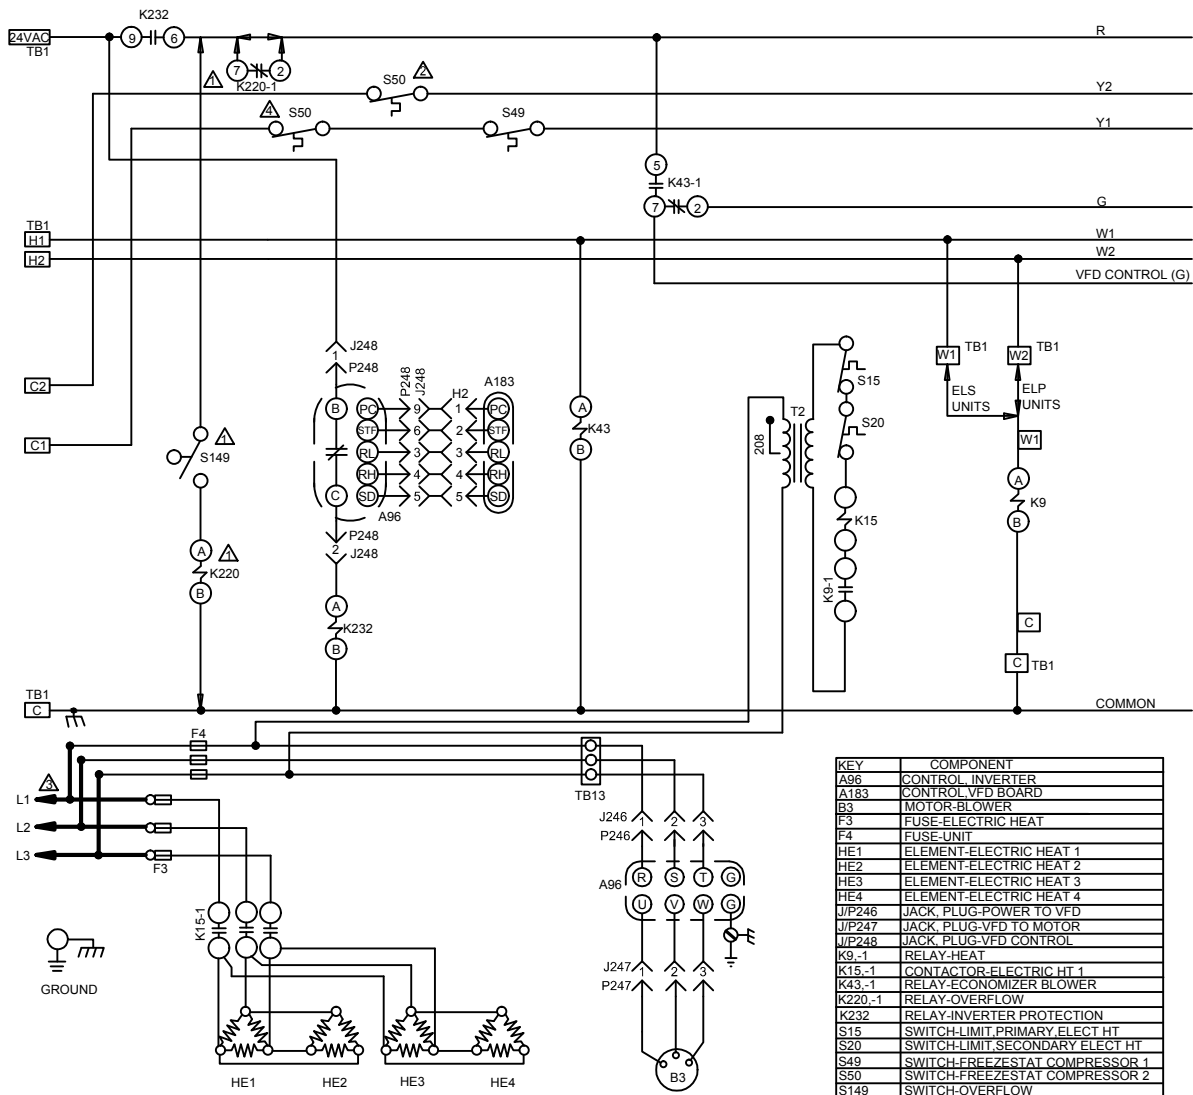 K232
24VAC 9 6 R
TB1
1 7 2
K220-1
S50 2 Y2
4 S50 S49 Y1
5
K43-1
7 2 G
TB1
H1 W1
H2 W2
VFD CONTROL (G)
J248
1
P248
W1 TB1 W2 TB1
C2
P248 J248 H2 A183
S15
ELS UNITS
ELP UNITS
B PC 9 1 PC
STF 6 2 STF
RL 3 3 RL
RH 4 4 RH
C SD 5 5 SD
A96
A
K43
B
T2
208
S20
C1
S149 1
W1
A
K9
B
K15
P248
2
J248
A 1
K220
B
K9-1
A
K232
B
C
C TB1
TB1
C COMMON
F4
TB13
3
L1
L2
L3
F3
J246 1 2 3
P246
A96 R S T G
U V W G
K15-1
J247 1 2 3
P247
GROUND
HE1 HE2 HE3 HE4
B3
KEY COMPONENT
A96 CONTROL, INVERTER
A183 CONTROL,VFD BOARD
B3 MOTOR-BLOWER
F3 FUSE-ELECTRIC HEAT
F4 FUSE-UNIT
HE1 ELEMENT-ELECTRIC HEAT 1
HE2 ELEMENT-ELECTRIC HEAT 2
HE3 ELEMENT-ELECTRIC HEAT 3
HE4 ELEMENT-ELECTRIC HEAT 4
J/P246 JACK, PLUG-POWER TO VFD
J/P247 JACK, PLUG-VFD TO MOTOR
J/P248 JACK, PLUG-VFD CONTROL
K9,-1 RELAY-HEAT
K15,-1 CONTACTOR-ELECTRIC HT 1
K43,-1 RELAY-ECONOMIZER BLOWER
K220,-1 RELAY-OVERFLOW
K232 RELAY-INVERTER PROTECTION
S15 SWITCH-LIMIT,PRIMARY,ELECT HT
S20 SWITCH-LIMIT,SECONDARY ELECT HT
S49 SWITCH-FREEZESTAT COMPRESSOR 1
S50 SWITCH-FREEZESTAT COMPRESSOR 2
S149 SWITCH-OVERFLOW